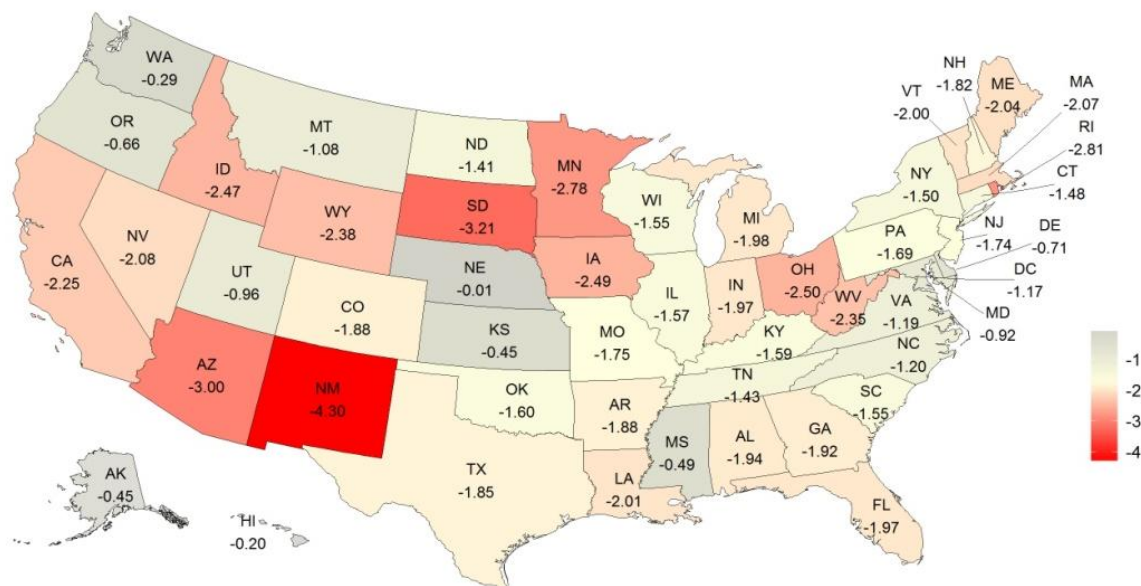 WA
-0.29
OR
-0.66
CA
-2.25
NV
-2.08
ID
-2.47
MT
-1.08
WY
-2.38
UT
-0.96
AZ
-3.00
CO
-1.88
NM
-4.30
ND
-1.41
SD
-3.21
NE
-0.01
KS
-0.45
OK
-1.60
TX
-1.85
MN
-2.78
IA
-2.49
MO
-1.75
AR
-1.88
LA
-2.01
WI
-1.55
IL
-1.57
MI
-1.98
IN
-1.97
OH
-2.50
KY
-1.59
TN
-1.43
MS
-0.49
AL
-1.94
GA
-1.92
FL
-1.97
SC
-1.55
NC
-1.20
VA
-1.19
WV
-2.35
PA
-1.69
NY
-1.50
VT
-2.00
NH
-1.82
ME
-2.04
MA
-2.07
RI
-2.81
CT
-1.48
NJ
-1.74
DE
-0.71
DC
-1.17
MD
-0.92
AK
-0.45
HI
-0.20
-1
-2
-3
-4